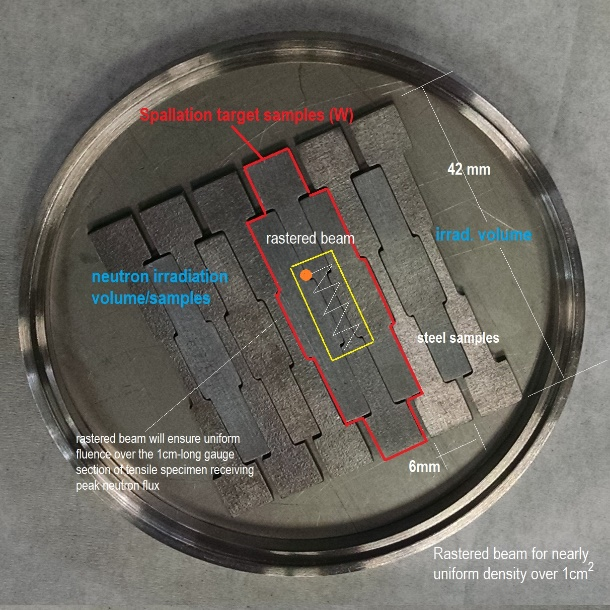 Spallation target samples (W)
42 mm
rastered beam
irrad. volume
neutron irradiation
volume/samples
steel samples
rastered beam will ensure uniform
fluence over the 1cm-long gauge
section of tensile specimen receiving
peak neutron flux
6mm
Rastered beam for nearly
uniform density over 1cm2